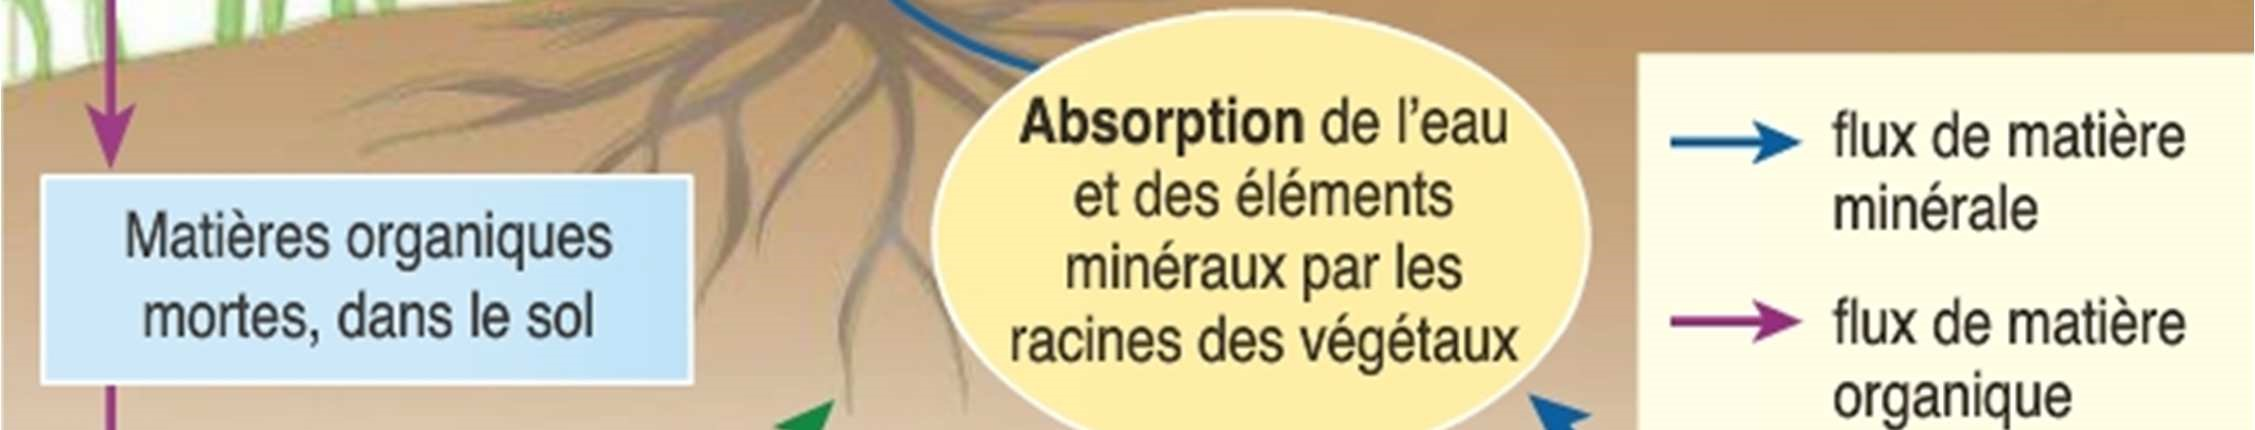 Matières organiques
mortes, dans le sol
Absorption de l'eau
et des éléments
minéraux par les
racines des végétaux
flux de matière
minérale
flux de matière
organique